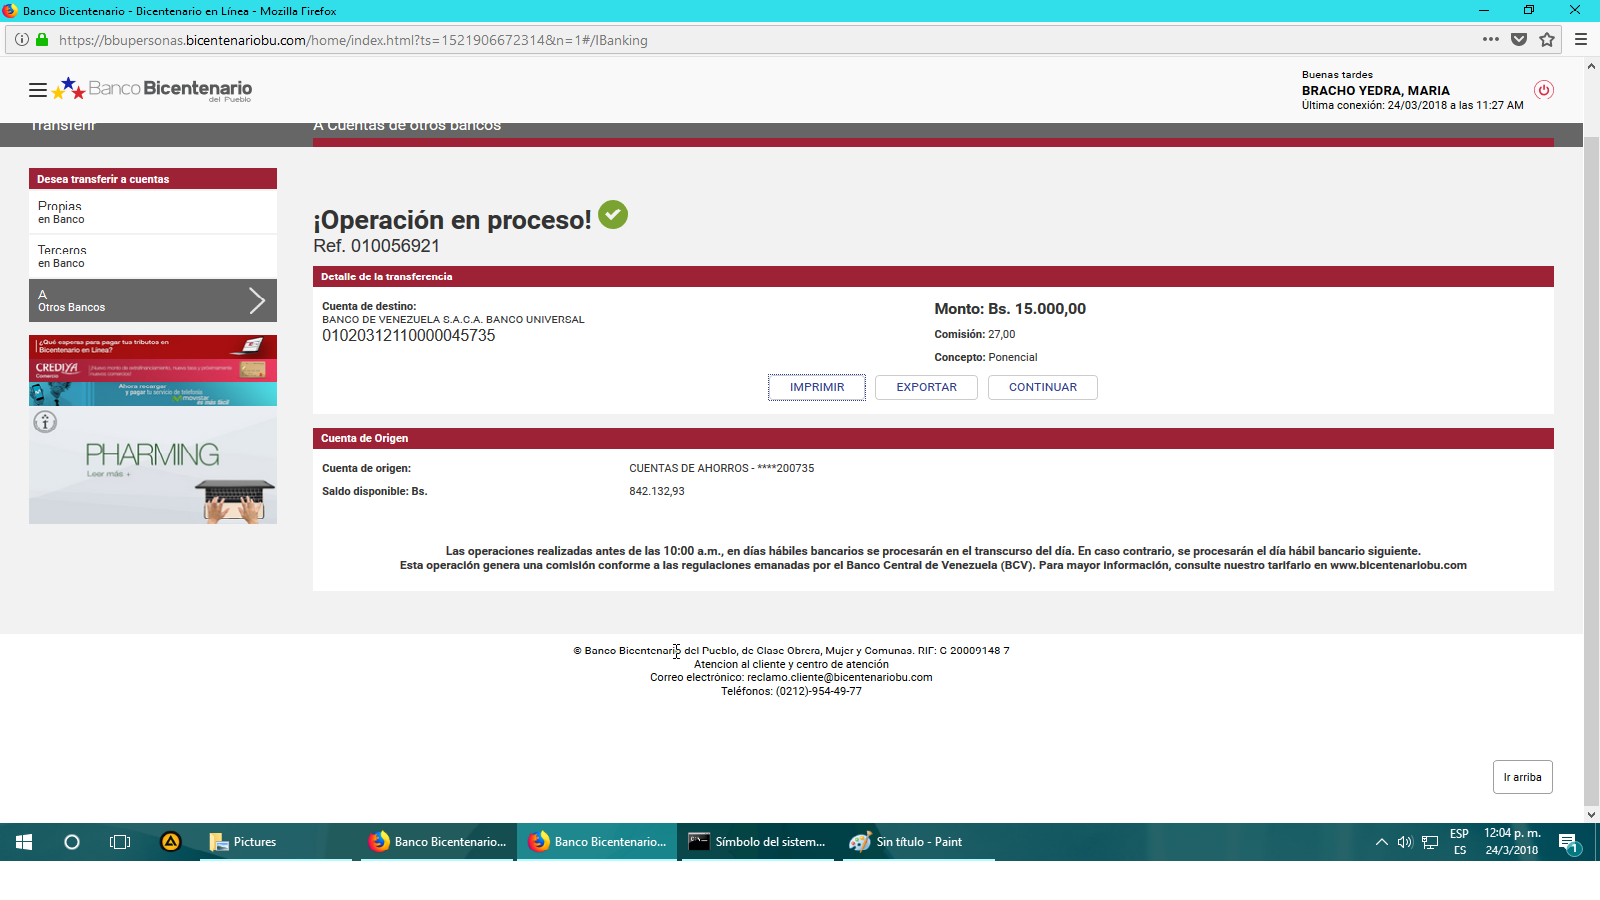 Banco Bicentenario - Bicentenario en Línea - Mozilla Firefox
https://bbupersonas.bicentenariobu.com/home/index.html?ts=1521906672314&n=1#/IBanking
Banco Bicentenario
del Pueblo
Buenas tardes
BRACHO YEDRA, MARIA
Última conexión: 24/03/2018 a las 11:27 AM
Transferir
A Cuentas de otros bancos
Desea transferir a cuentas
Propias
en Banco
Terceros
en Banco
A
Otros Bancos
¿Qué esperas para pagar tus tributos en
Bicentenario en Línea?
CREDIYA
Comercio
Ahora recargar
y pagar tu servicio de telefonía
movistar
es más fácil
PHARMING
Leer más +
¡Operación en proceso!
Ref. 010056921
Detalle de la transferencia
Cuenta de destino:
BANCO DE VENEZUELA S.A.C.A. BANCO UNIVERSAL
01020312110000045735
Monto: Bs. 15.000,00
Comisión: 27,00
Concepto: Ponencial
IMPRIMIR
EXPORTAR
CONTINUAR
Cuenta de Origen
Cuenta de origen: CUENTAS DE AHORROS - ****200735
Saldo disponible: Bs. 842.132,93
Las operaciones realizadas antes de las 10:00 a.m., en días hábiles bancarios se procesarán en el transcurso del día. En caso contrario, se procesarán el día hábil bancario siguiente.
Esta operación genera una comisión conforme a las regulaciones emanadas por el Banco Central de Venezuela (BCV). Para mayor información, consulte nuestro tarifario en www.bicentenariobu.com
© Banco Bicentenario del Pueblo, de Clase Obrera, Mujer y Comunas. RIF: G-20009148-7
Atencion al cliente y centro de atención
Correo electrónico: reclamo.cliente@bicentenariobu.com
Teléfonos: (0212)-954-49-77
Ir arriba
Pictures
Banco Bicentenario...
Banco Bicentenario...
Símbolo del sistem...
Sin título - Paint
ESP
ES
12:04 p. m.
24/3/2018
1